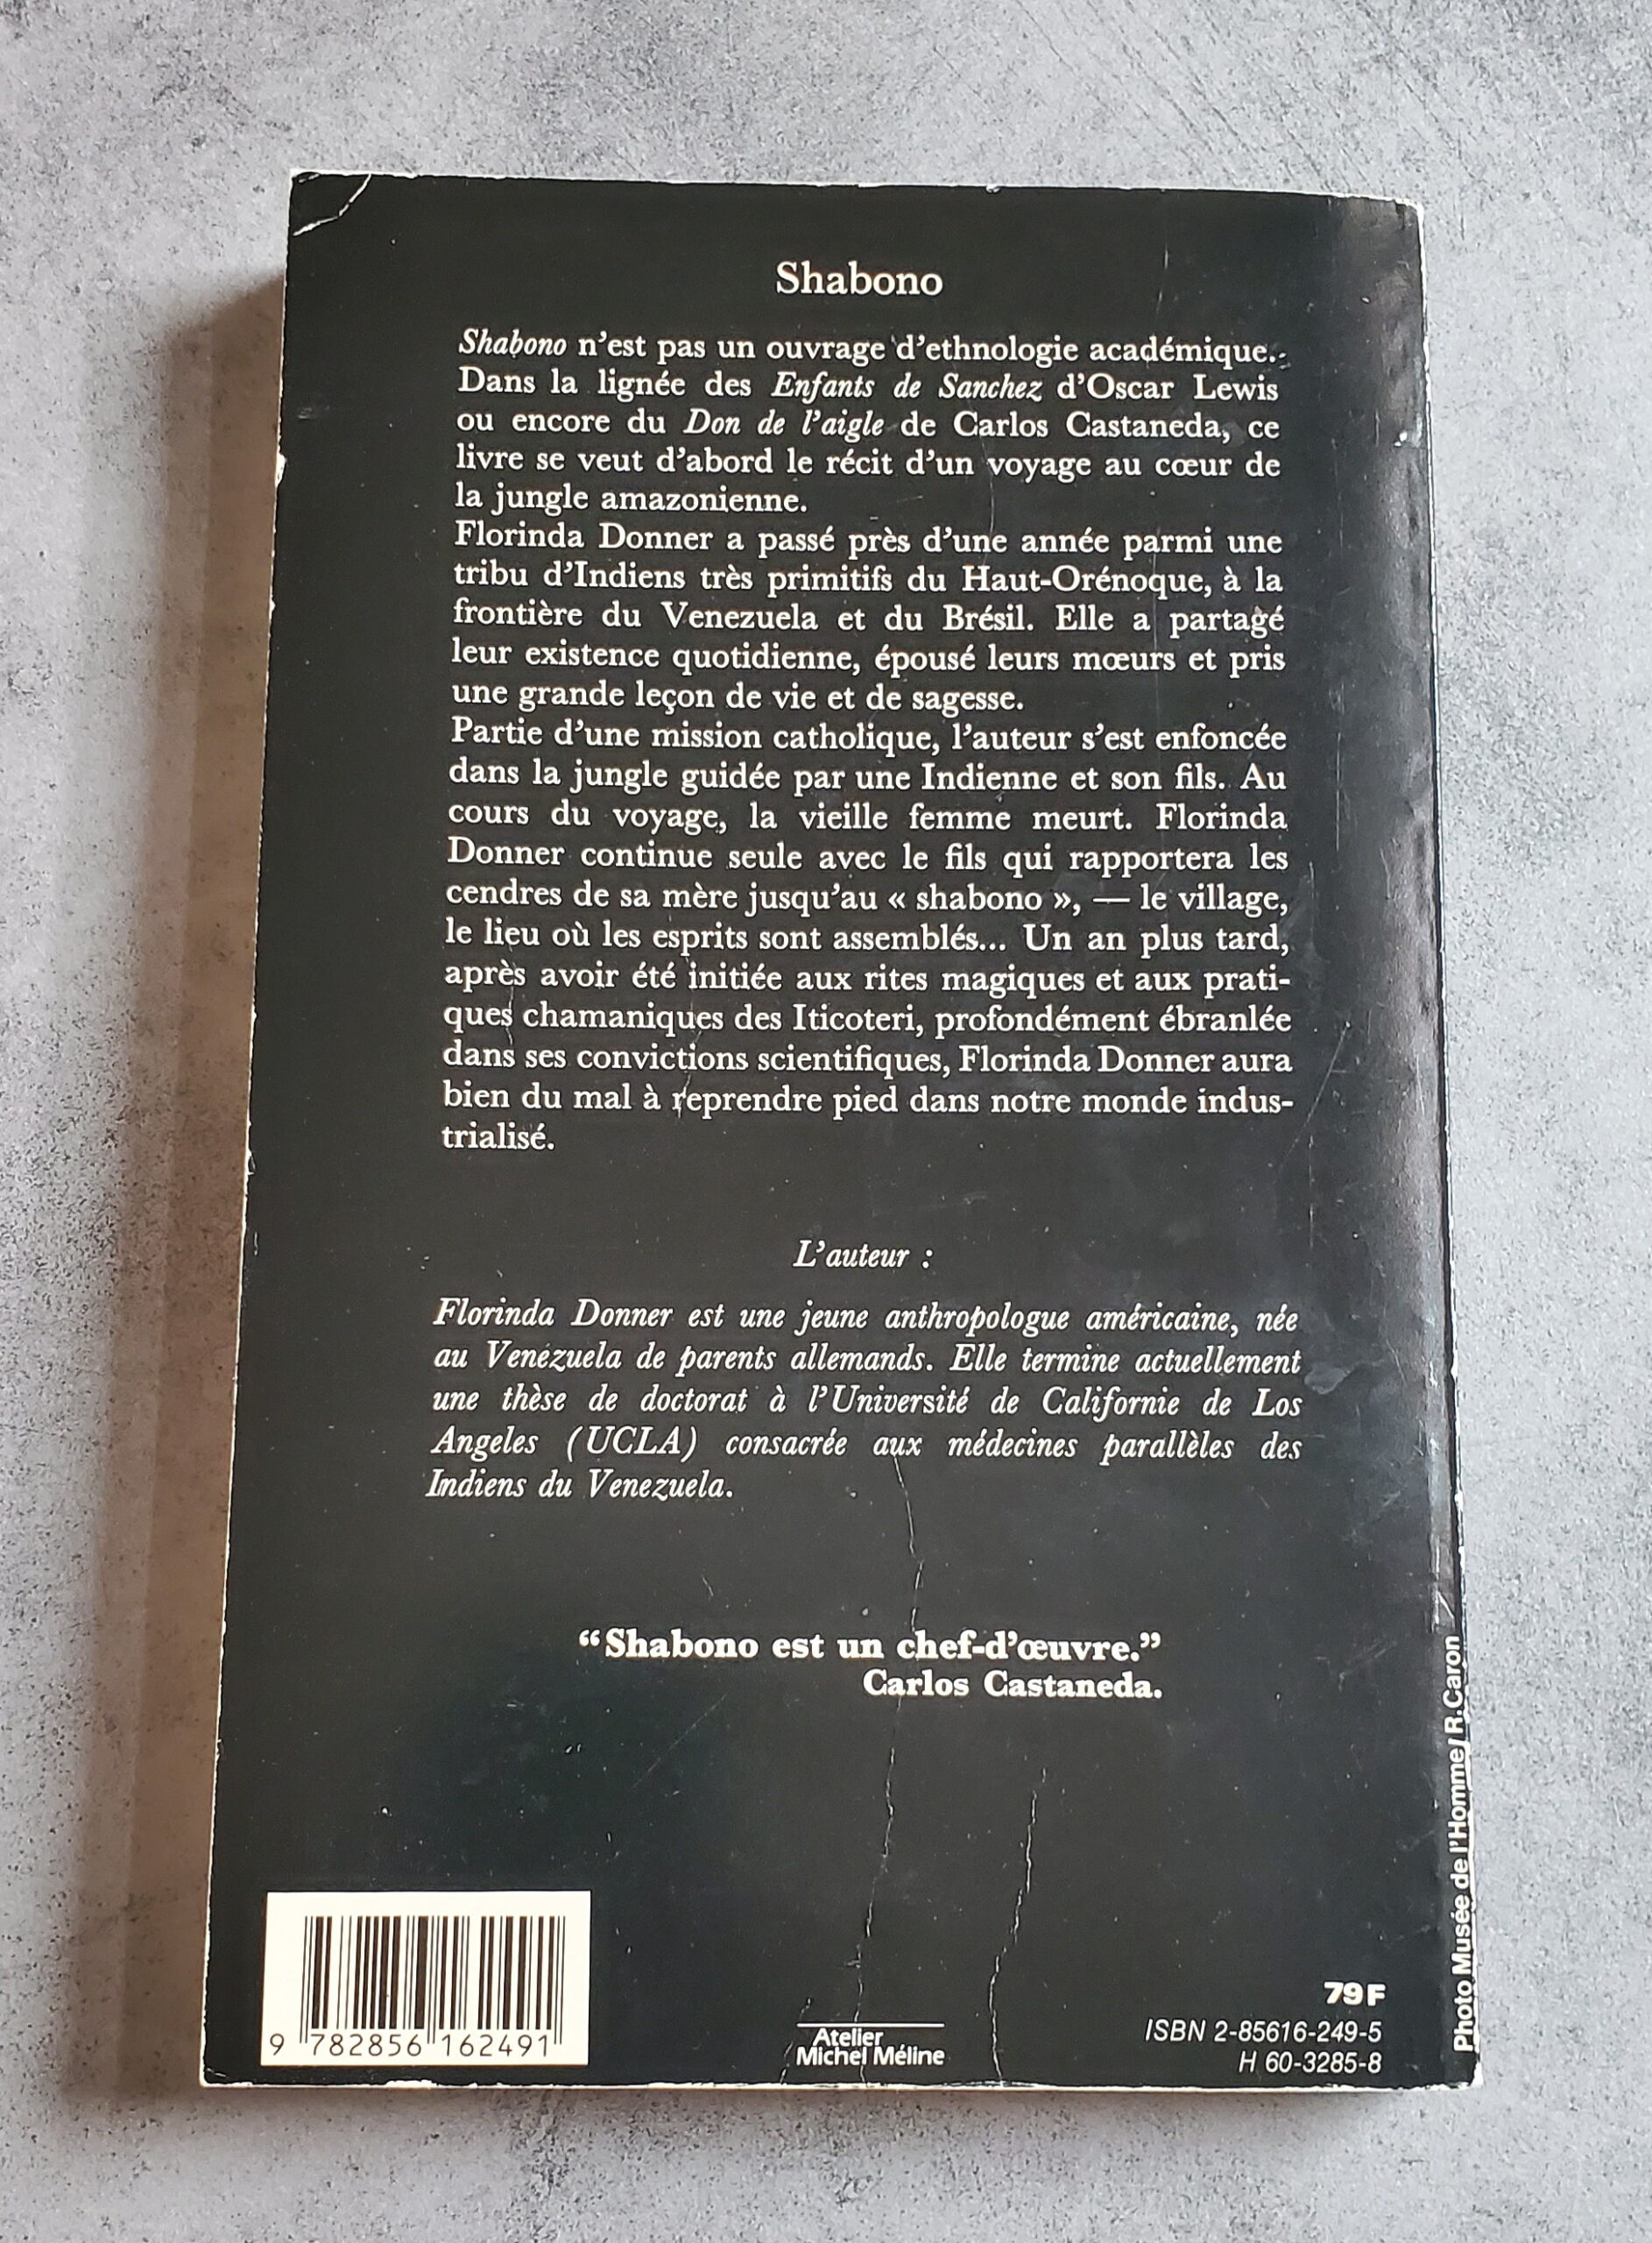 Shabono
Shabono n’est pas un ouvrage d’ethnologie académique.
Dans la lignée des Enfants de Sanchez d’Oscar Lewis
ou encore du Don de l’aigle de Carlos Castaneda, ce
livre se veut d’abord le récit d’un voyage au cœur de
la jungle amazonienne.
Florinda Donner a passé près d’une année parmi une
tribu d’Indiens très primitifs du Haut-Orénoque, à la
frontière du Venezuela et du Brésil. Elle a partagé
leur existence quotidienne, épousé leurs mœurs et pris
une grande leçon de vie et de sagesse.
Partie d’une mission catholique, l’auteur s’est enfoncée
dans la jungle guidée par une Indienne et son fils. Au
cours du voyage, la vieille femme meurt. Florinda
Donner continue seule avec le fils qui rapportera les
cendres de sa mère jusqu’au « shabono », — le village,
le lieu où les esprits sont assemblés... Un an plus tard,
après avoir été initiée aux rites magiques et aux prati-
ques chamaniques des Iticoteri, profondément ébranlée
dans ses convictions scientifiques, Florinda Donner aura
bien du mal à reprendre pied dans notre monde indus-
trialisé.
L’auteur :
Florinda Donner est une jeune anthropologue américaine, née
au Venézuela de parents allemands. Elle termine actuellement
une thèse de doctorat à l’Université de Californie de Los
Angeles (UCLA) consacrée aux médecines parallèles des
Indiens du Venezuela.
“Shabono est un chef-d’œuvre.”
Carlos Castaneda.
9 782856 162491
Atelier
Michel Méline
79 F
ISBN 2-85616-249-5
H 60-3285-8
Photo Musée de l’Homme/ R.Caron